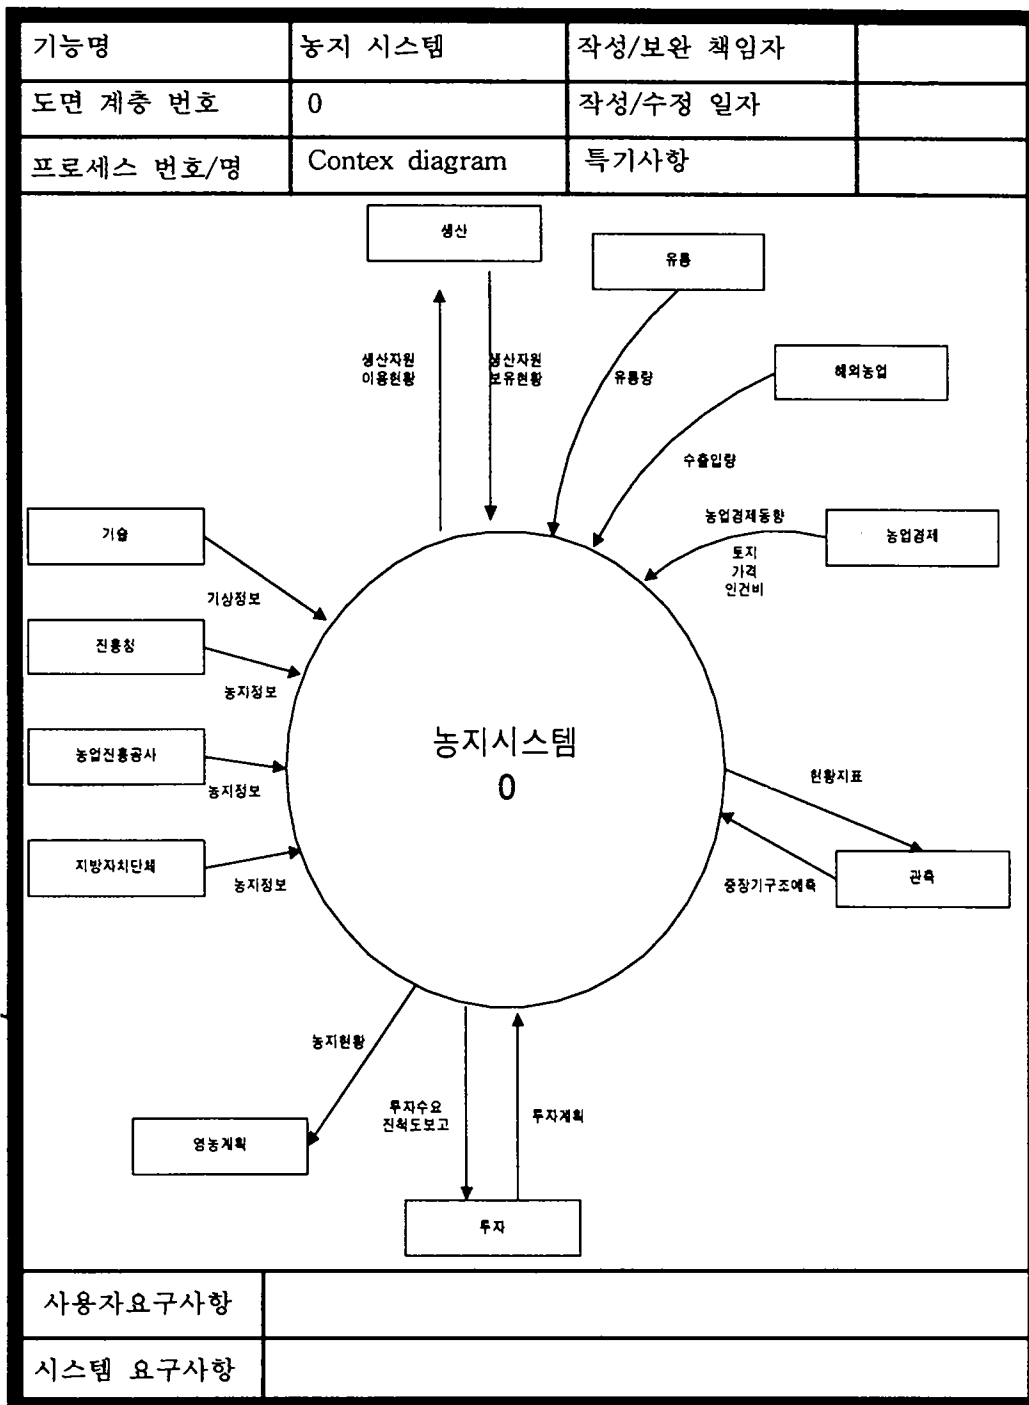 기능명 농지 시스템 작성/보완 책임자
도면 계층 번호 0 작성/수정 일자
프로세스 번호/명 Contex diagram 특기사항
생산
유통
생산자원
이용현황
생산자원
보유현황
유통량
해외농업
수출입량
농업경제동향
토지
가격
인건비
농업경제
기술
기상정보
진흥청
농지정보
농업진흥공사
농지정보
지방자치단체
농지정보
농지시스템
0
현황지표
중장기구조예측
관측
농지현황
영농계획
투자수요
진척도보고
투자계획
투자
사용자요구사항
시스템 요구사항